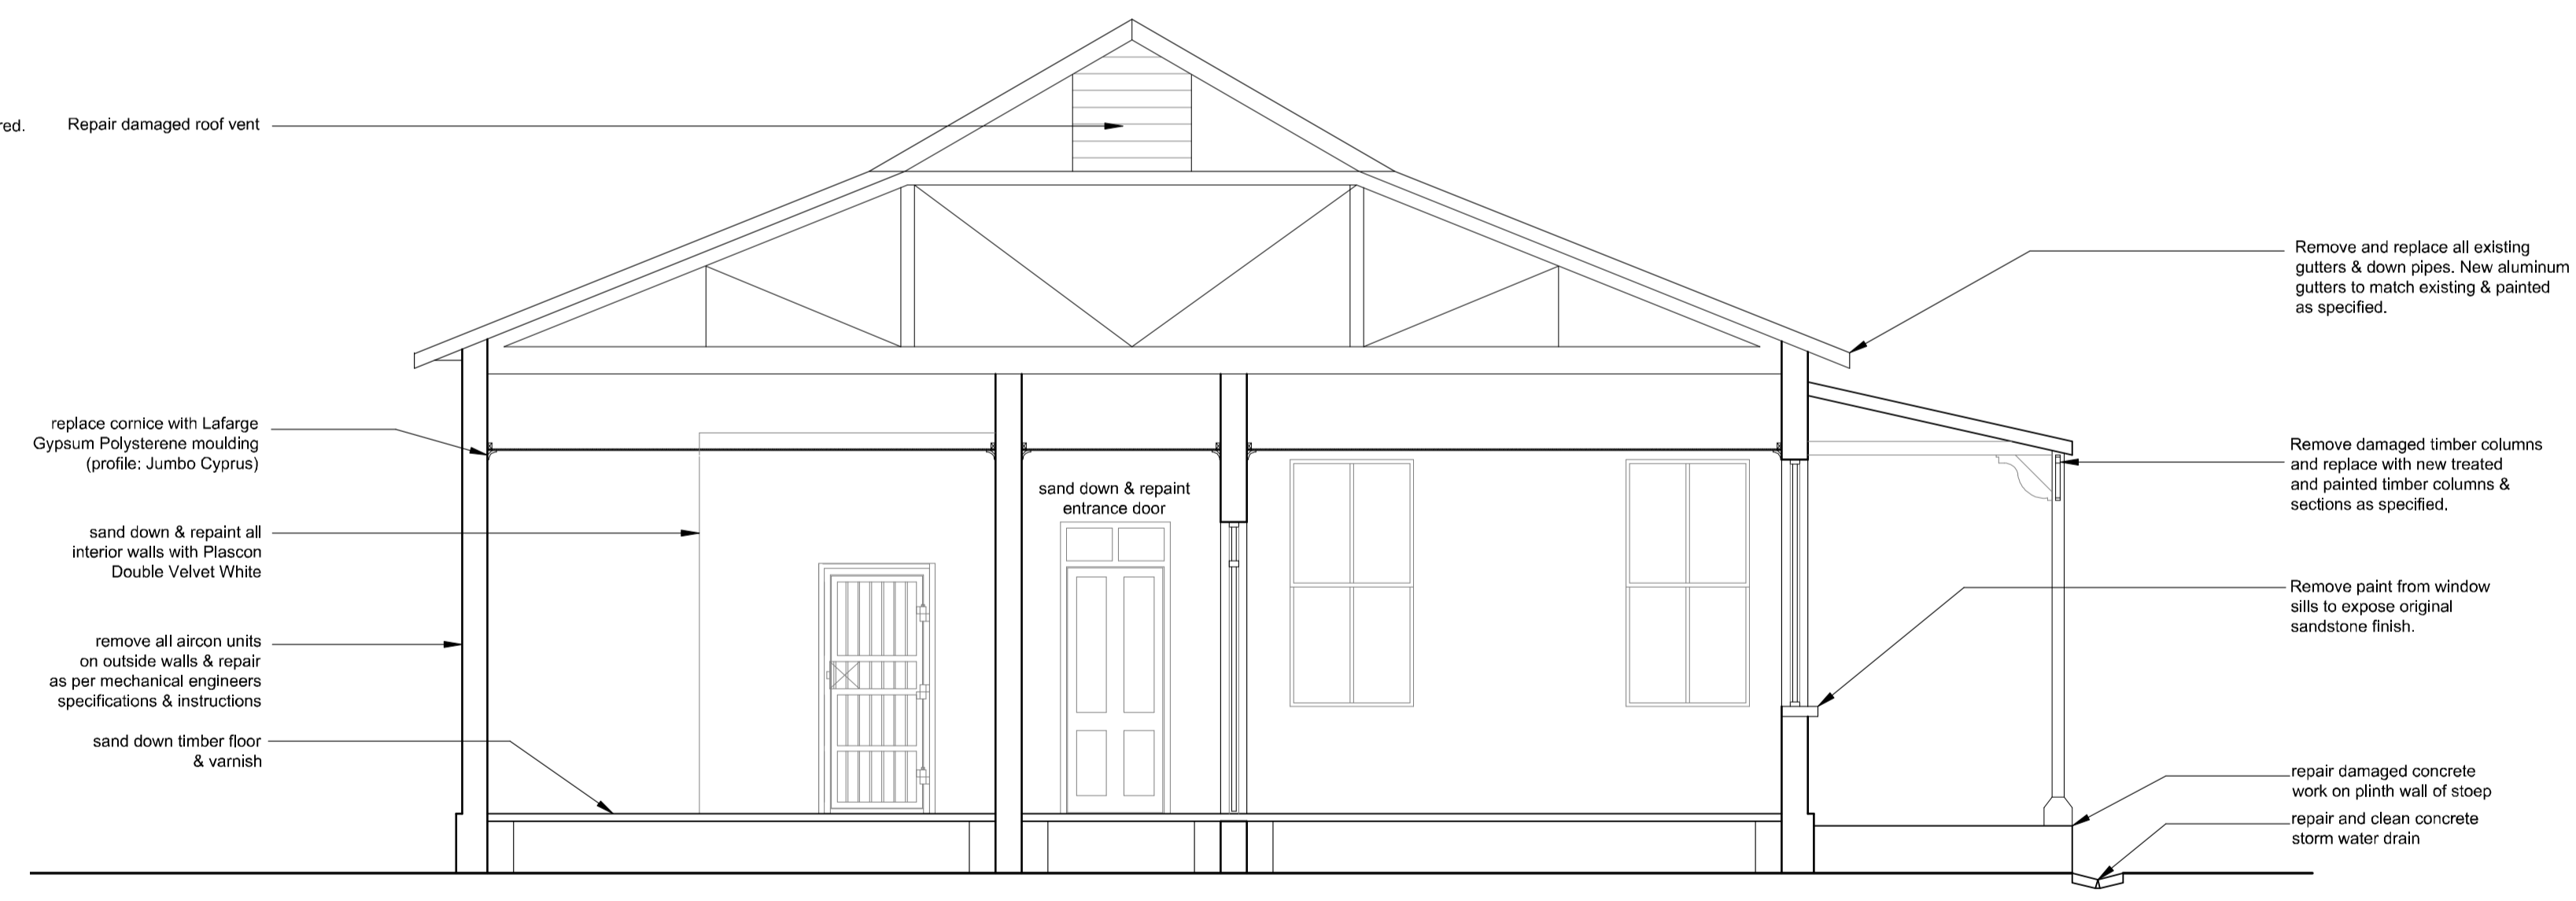 red.
Repair damaged roof vent
replace cornice with Lafarge
Gypsum Polysterene moulding
(profile: Jumbo Cyprus)
sand down & repaint all
interior walls with Plascon
Double Velvet White
remove all aircon units
on outside walls & repair
as per mechanical engineers
specifications & instructions
sand down timber floor
& varnish
sand down & repaint
entrance door
Remove and replace all existing
gutters & down pipes. New aluminum
gutters to match existing & painted
as specified.
Remove damaged timber columns
and replace with new treated
and painted timber columns &
sections as specified.
Remove paint from window
sills to expose original
sandstone finish.
repair damaged concrete
work on plinth wall of stoep
repair and clean concrete
storm water drain